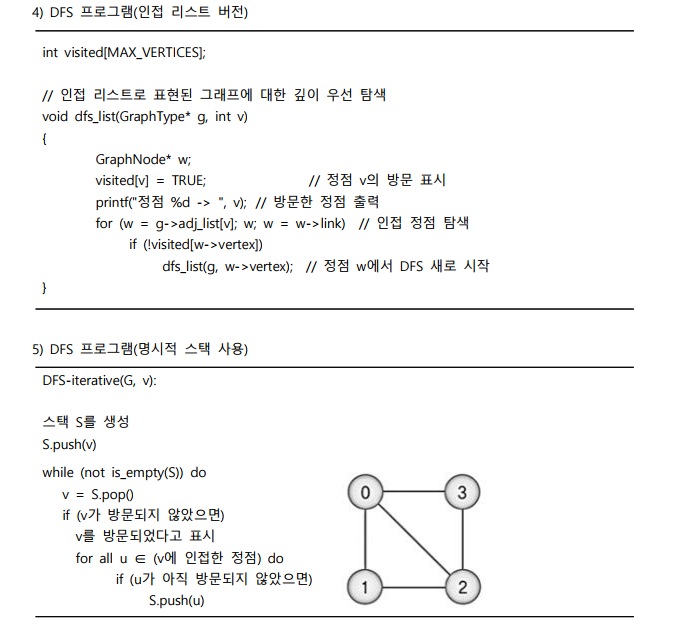 4) DFS 프로그램(인접 리스트 버전)
int visited[MAX_VERTICES];
// 인접 리스트로 표현된 그래프에 대한 깊이 우선 탐색
void dfs_list(GraphType* g, int v)
{
GraphNode* w;
visited[v] = TRUE; // 정점 v의 방문 표시
printf("정점 %d -> ", v); // 방문한 정점 출력
for (w = g->adj_list[v]; w; w = w->link) // 인접 정점 탐색
if (!visited[w->vertex])
dfs_list(g, w->vertex); // 정점 w에서 DFS 새로 시작
}
5) DFS 프로그램(명시적 스택 사용)
DFS-iterative(G, v):
스택 S를 생성
S.push(v)
while (not is_empty(S)) do
v = S.pop()
if (v가 방문되지 않았으면)
v를 방문되었다고 표시
for all u ∈ (v에 인접한 정점) do
if (u가 아직 방문되지 않았으면)
S.push(u)
0 3
1 2